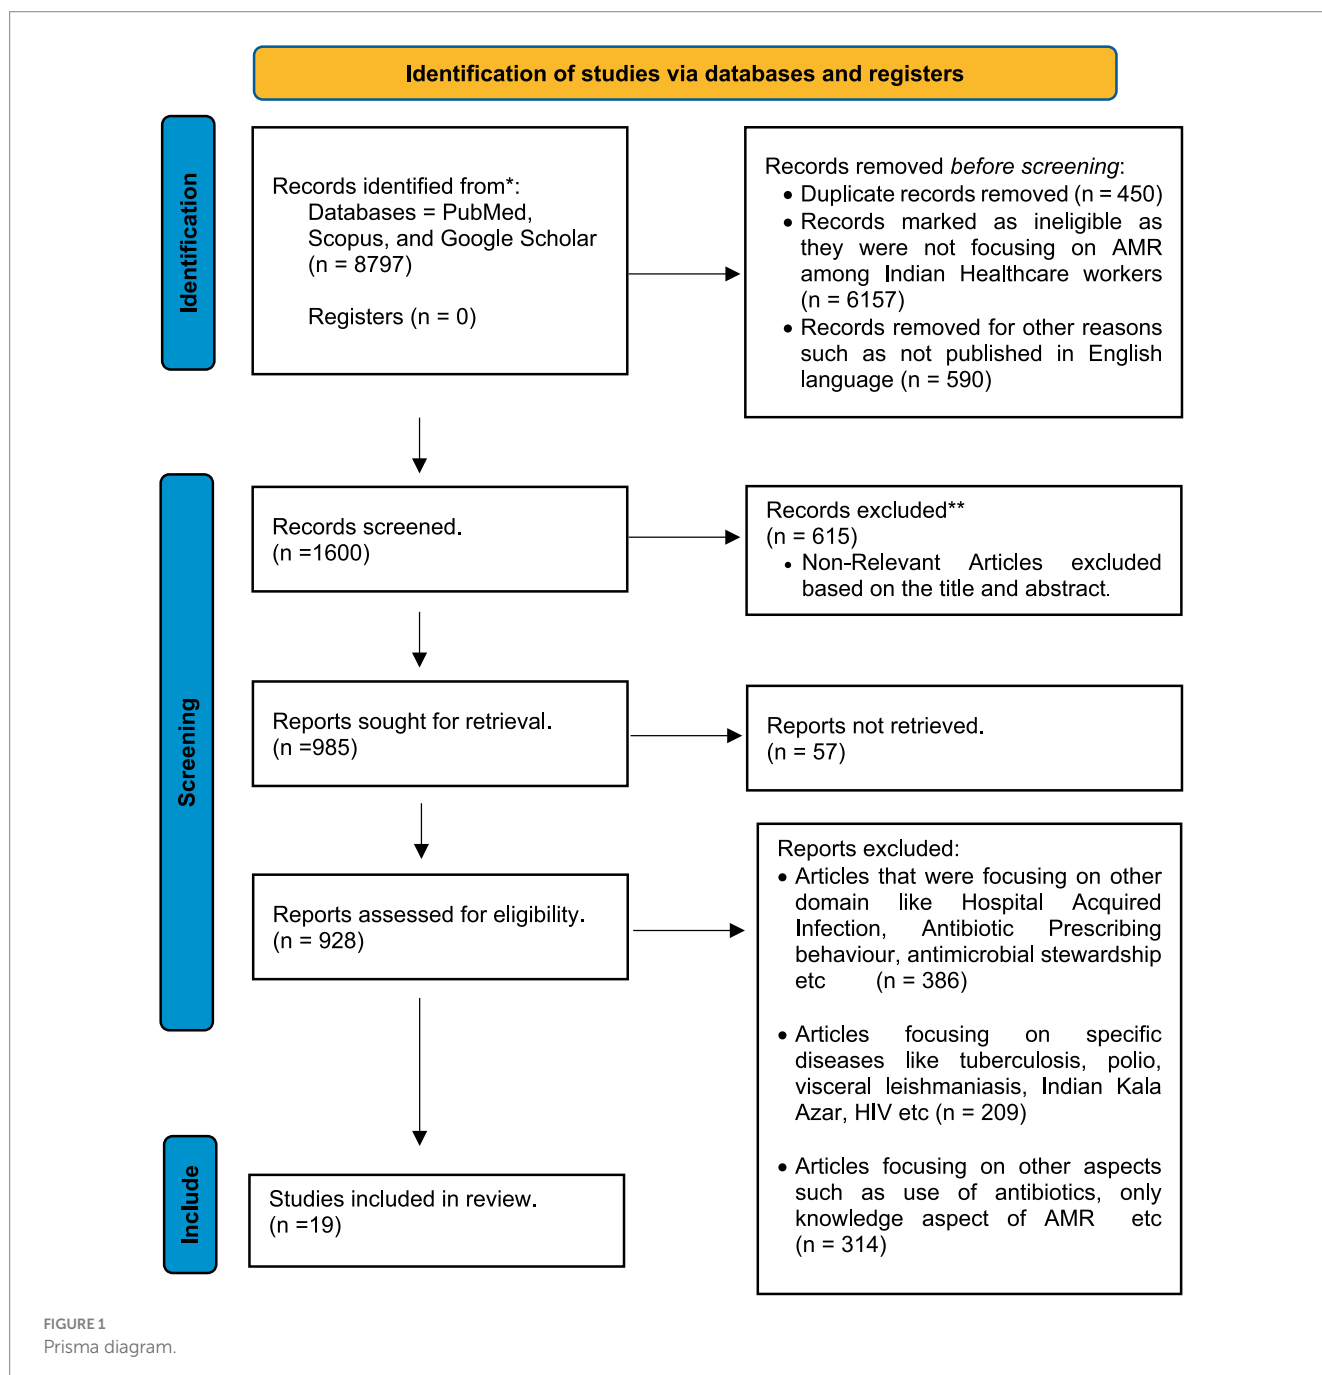 Identification of studies via databases and registers
Identification
Records identified from*:
Databases = PubMed,
Scopus, and Google Scholar
(n = 8797)
Registers (n = 0)
Records removed before screening:
• Duplicate records removed (n = 450)
• Records marked as ineligible as
they were not focusing on AMR
among Indian Healthcare workers
(n = 6157)
• Records removed for other reasons
such as not published in English
language (n = 590)
Screening
Records screened.
(n =1600)
Records excluded**
(n = 615)
• Non-Relevant Articles excluded
based on the title and abstract.
Reports sought for retrieval.
(n =985)
Reports not retrieved.
(n = 57)
Reports assessed for eligibility.
(n = 928)
Reports excluded:
• Articles that were focusing on other
domain like Hospital Acquired
Infection, Antibiotic Prescribing
behaviour, antimicrobial stewardship
etc (n = 386)
• Articles focusing on specific
diseases like tuberculosis, polio,
visceral leishmaniasis, Indian Kala
Azar, HIV etc (n = 209)
• Articles focusing on other aspects
such as use of antibiotics, only
knowledge aspect of AMR etc
(n = 314)
Include
Studies included in review.
(n =19)
FIGURE 1
Prisma diagram.